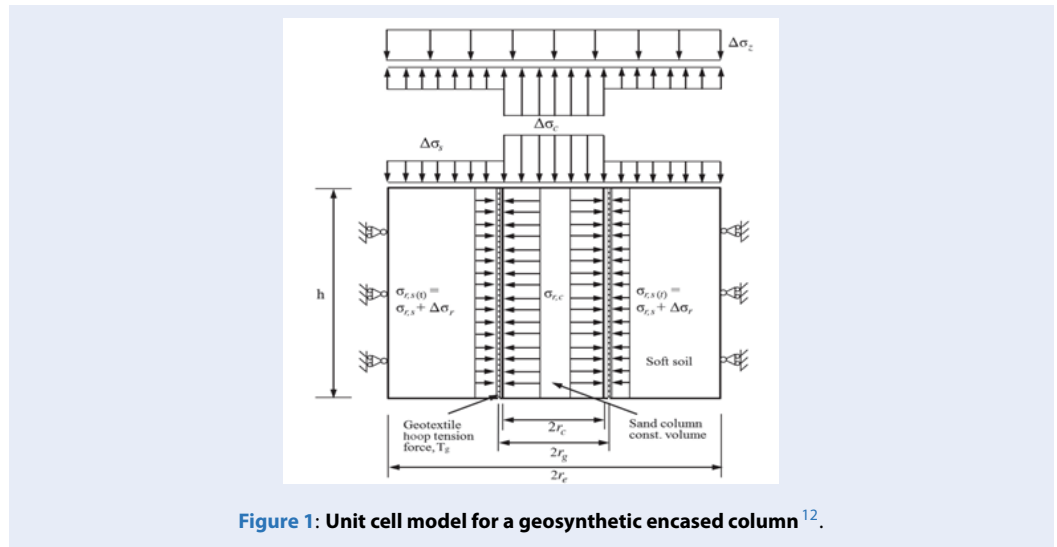 Δσz
Δσc
Δσs
h
σr,s(t) =
σr,s + Δσr
σr,c
σr,s(t) =
σr,s + Δσr
Soft soil
Geotextile
hoop tension
force, Tg
2rc
Sand column
const. volume
2rg
2re
Figure 1: Unit cell model for a geosynthetic encased column 12.